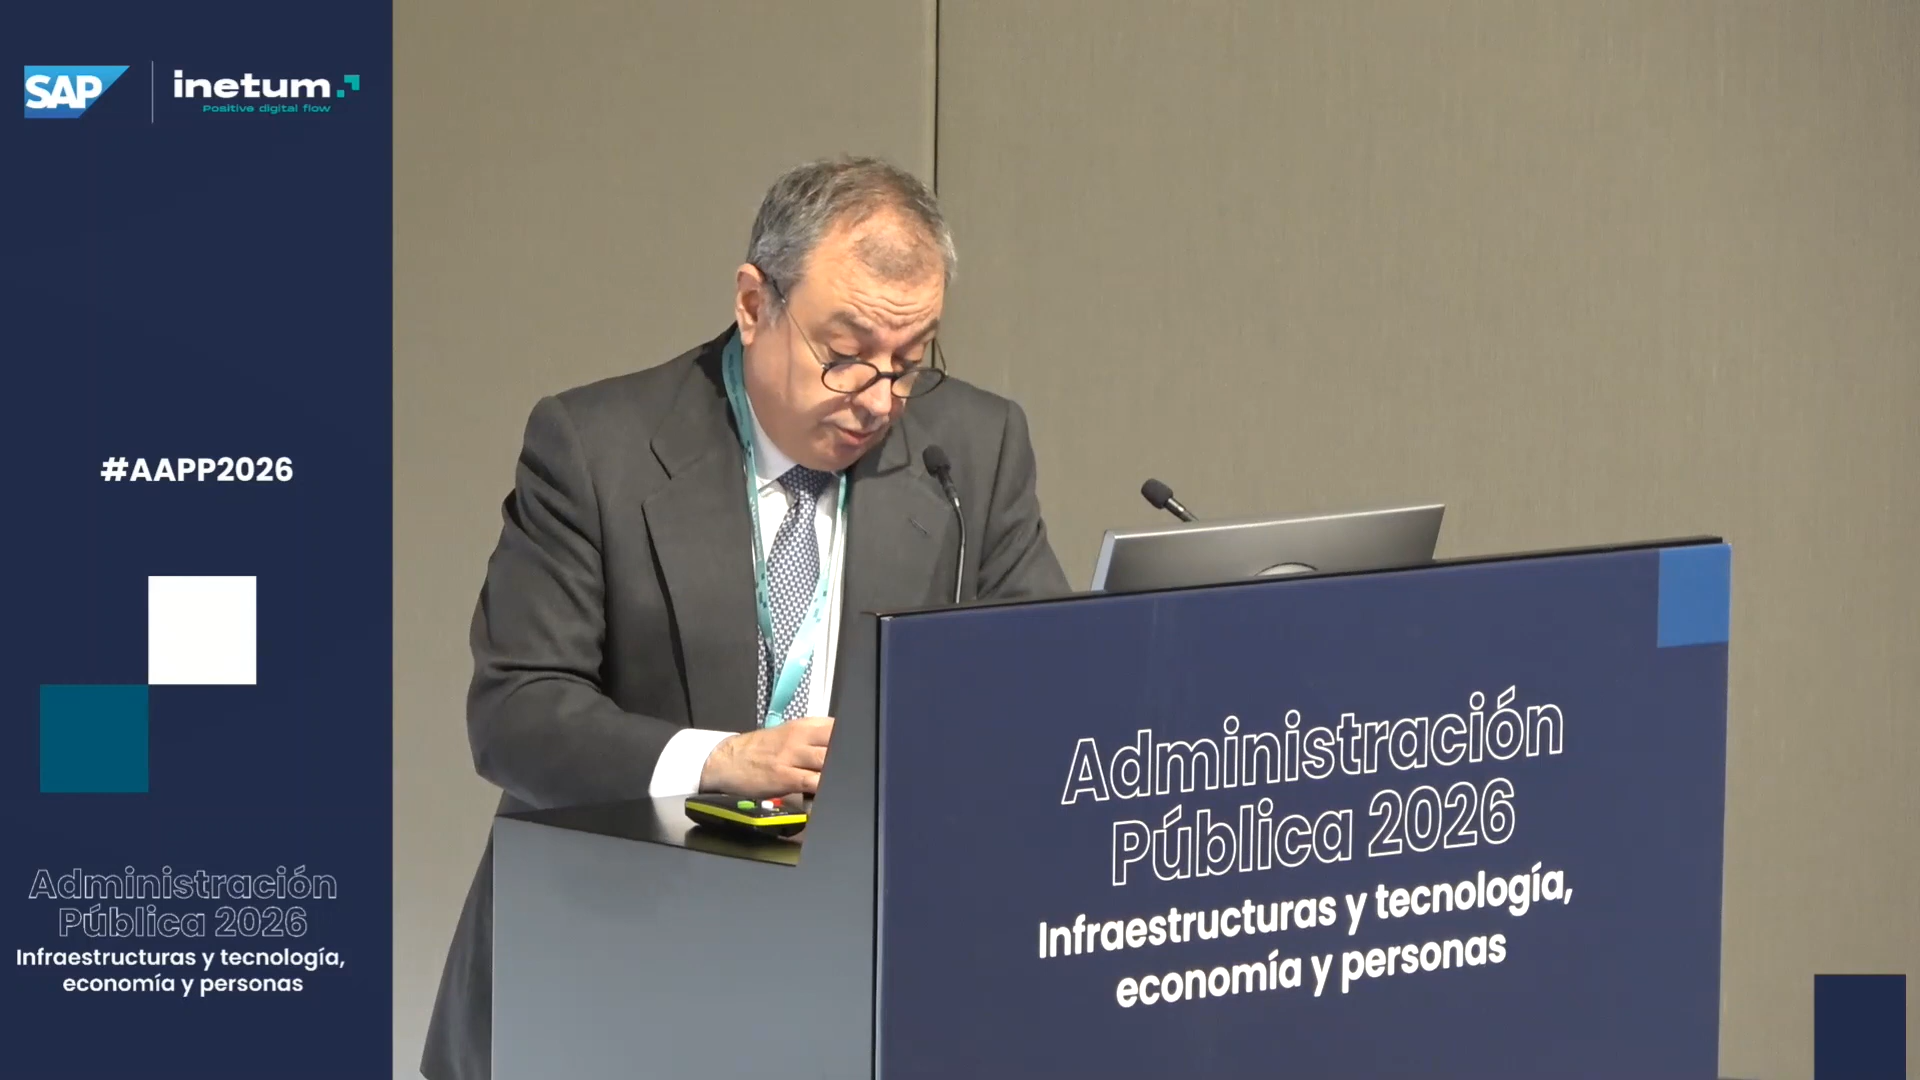 SAP
inetum
Positive digital flow
#AAPP2026
Administración
Pública 2026
Infraestructuras y tecnología,
economía y personas
Administración
Pública 2026
Infraestructuras y tecnología,
economía y personas